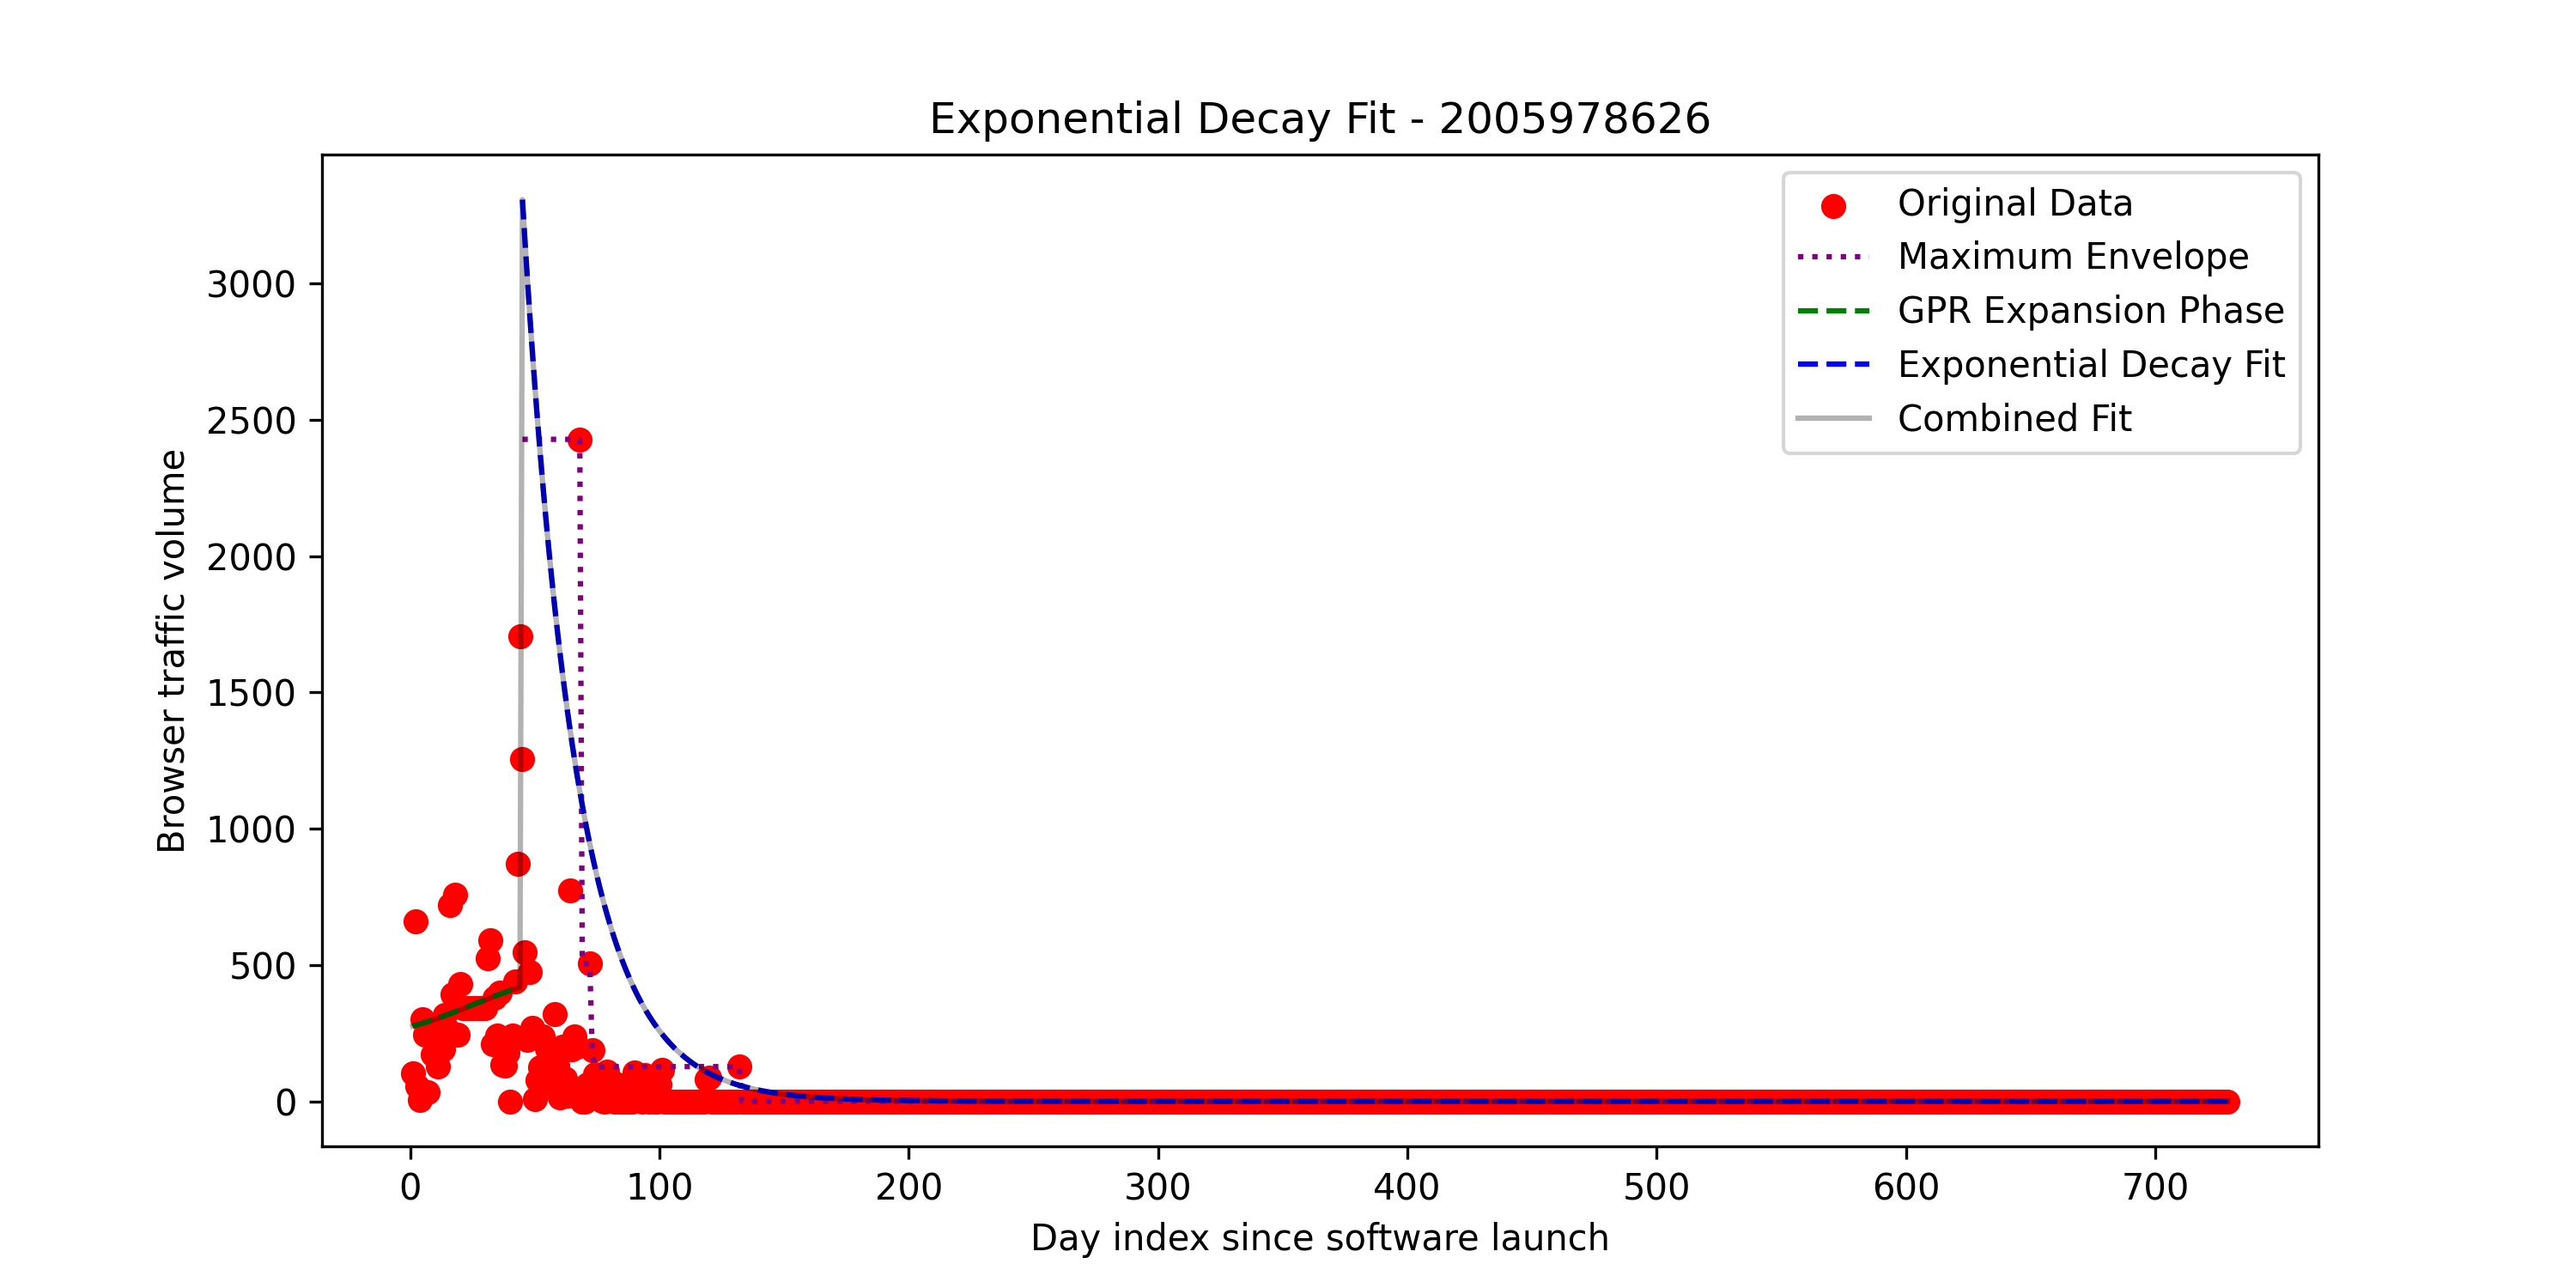 Exponential Decay Fit - 2005978626
Original Data
Maximum Envelope
GPR Expansion Phase
Exponential Decay Fit
Combined Fit
Browser traffic volume
3000
2500
2000
1500
1000
500
0
0 100 200 300 400 500 600 700
Day index since software launch